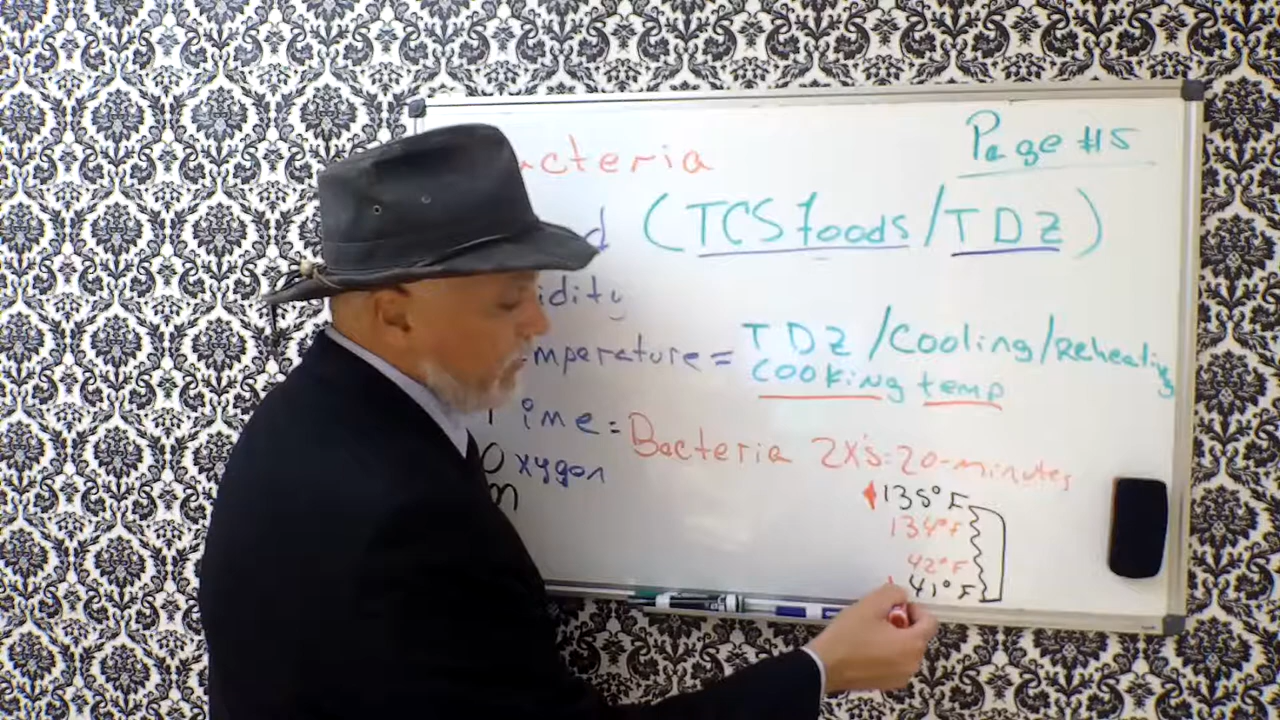 Page #15
acteria
d (TCS foods/TDZ)
idity
mperature = TDZ/Cooling/Reheating
cooking temp
ime = Bacteria 2X's = 20-minutes
Oxygen
m
135°F
134°F
42°F
41°F